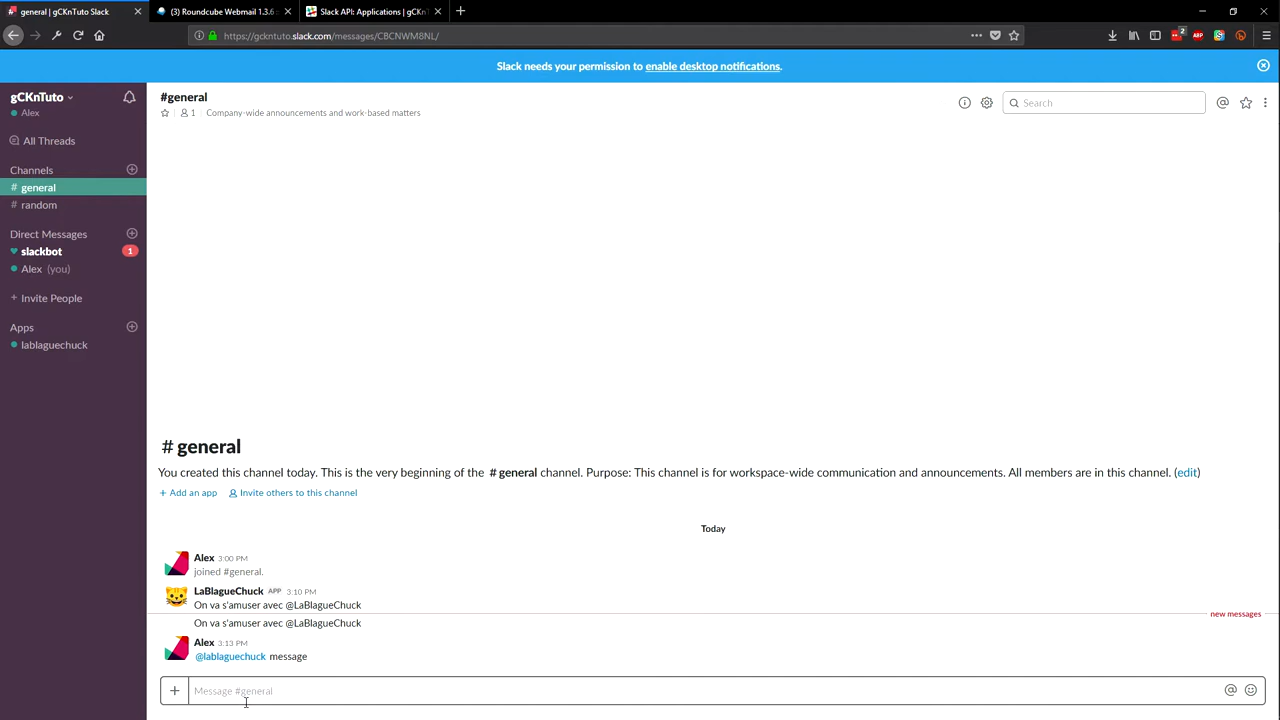 general | gCKnTuto Slack
(3) Roundcube Webmail 1.3.6
Slack API: Applications | gCKnT
https://gckntuto.slack.com/messages/CBCNWM8NL/
2
ABP
Slack needs your permission to enable desktop notifications.
gCKnTuto
Alex
All Threads
Channels
# general
# random
Direct Messages
slackbot 1
Alex (you)
+ Invite People
Apps
lablaguechuck
#general
1 | Company-wide announcements and work-based matters
Search
# general
You created this channel today. This is the very beginning of the # general channel. Purpose: This channel is for workspace-wide communication and announcements. All members are in this channel. (edit)
+ Add an app Invite others to this channel
Today
Alex 3:00 PM
joined #general.
LaBlagueChuck APP 3:10 PM
On va s'amuser avec @LaBlagueChuck
new messages
On va s'amuser avec @LaBlagueChuck
Alex 3:13 PM
@lablaguechuck message
Message #general